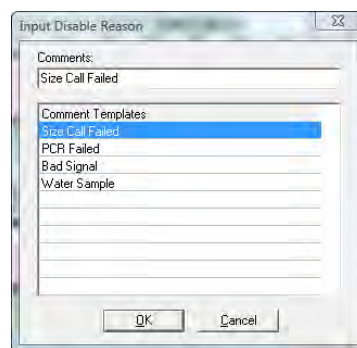 Input Disable Reason
Comments:
Size Call Failed
Comment Templates
Size Call Failed
PCR Failed
Bad Signal
Water Sample
OK
Cancel